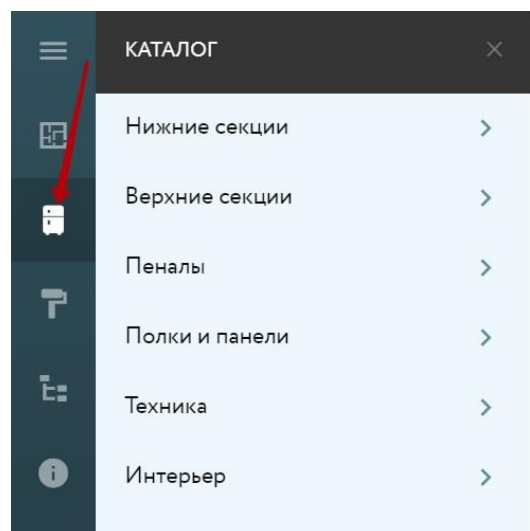 КАТАЛОГ
Нижние секции
Верхние секции
Пеналы
Полки и панели
Техника
Интерьер